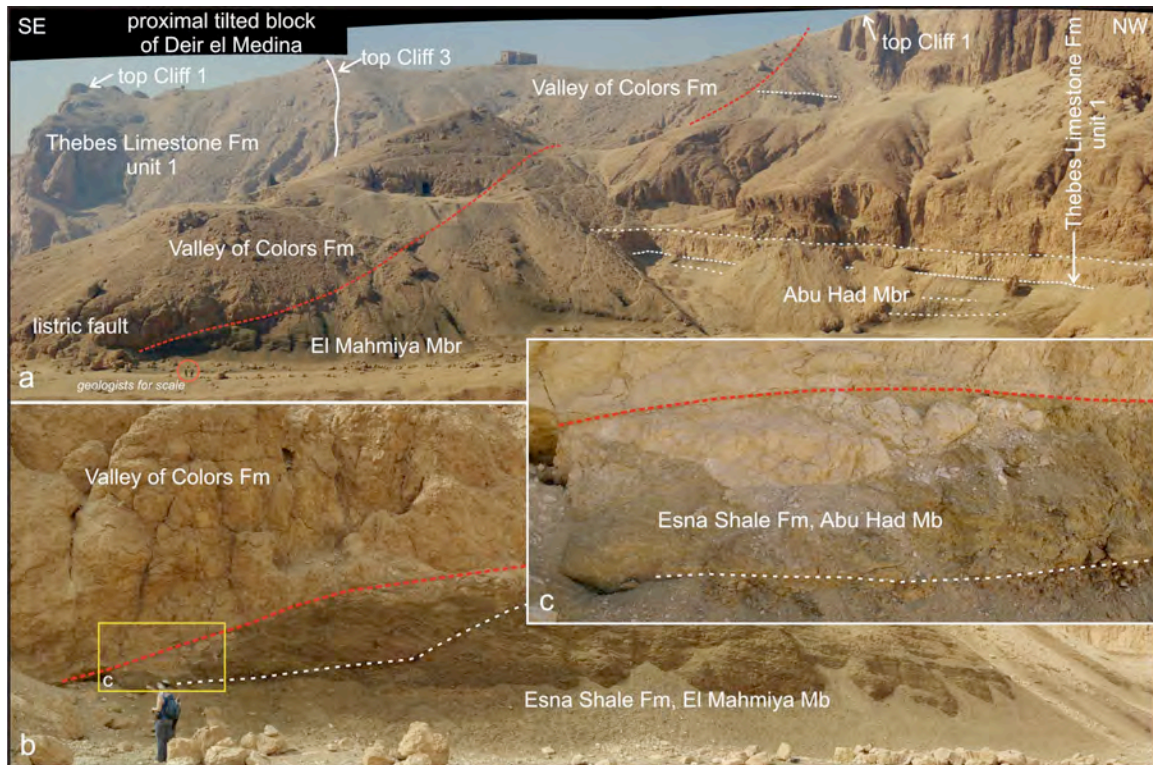 SE
proximal tilted block
of Deir el Medina
top Cliff 1
top Cliff 3
top Cliff 1
NW
Valley of Colors Fm
Thebes Limestone Fm
unit 1
Thebes Limestone Fm
unit 1
Valley of Colors Fm
Abu Had Mbr
listric fault
El Mahmiya Mbr
a
geologists for scale
Valley of Colors Fm
c
Esna Shale Fm, El Mahmiya Mb
b
Esna Shale Fm, Abu Had Mb
c